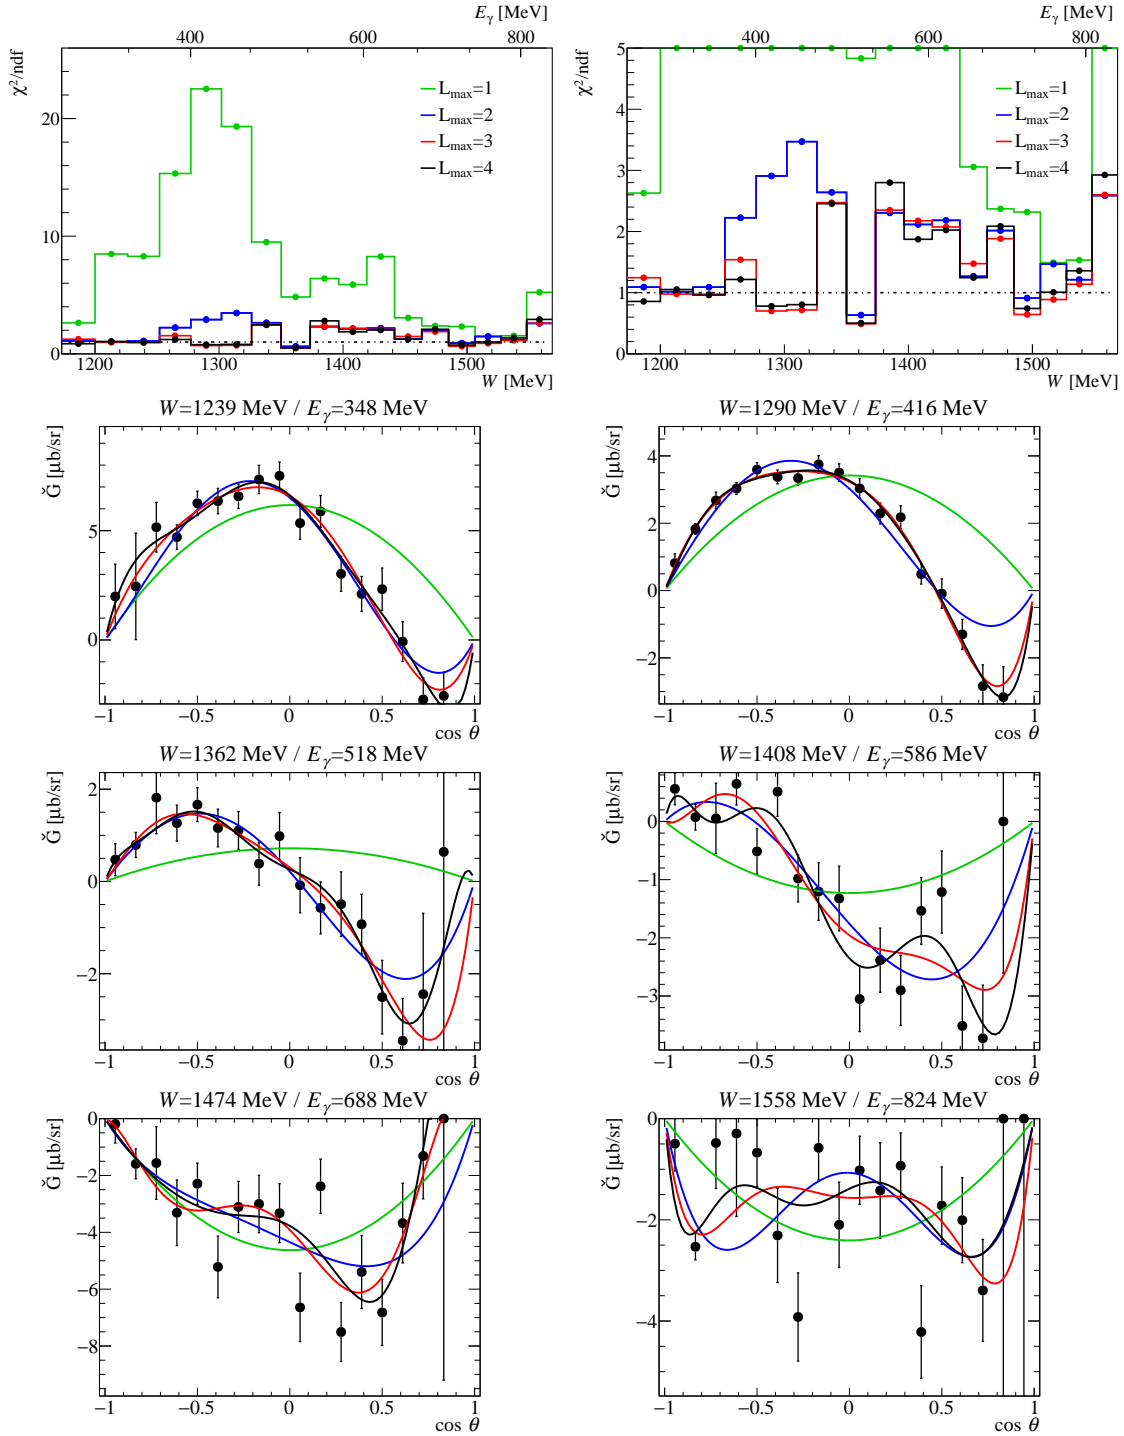 E_γ [MeV]
400 600 800
χ²/ndf
20
10
0
L_max=1
L_max=2
L_max=3
L_max=4
1200 1300 1400 1500
W [MeV]
E_γ [MeV]
400 600 800
χ²/ndf
5
4
3
2
1
0
L_max=1
L_max=2
L_max=3
L_max=4
1200 1300 1400 1500
W [MeV]
W=1239 MeV / E_γ=348 MeV
Ğ [μb/sr]
5
0
−1 −0.5 0 0.5 1
cos θ
W=1290 MeV / E_γ=416 MeV
Ğ [μb/sr]
4
2
0
−2
−1 −0.5 0 0.5 1
cos θ
W=1362 MeV / E_γ=518 MeV
Ğ [μb/sr]
2
0
−2
−1 −0.5 0 0.5 1
cos θ
W=1408 MeV / E_γ=586 MeV
Ğ [μb/sr]
0
−1
−2
−3
−1 −0.5 0 0.5 1
cos θ
W=1474 MeV / E_γ=688 MeV
Ğ [μb/sr]
0
−2
−4
−6
−8
−1 −0.5 0 0.5 1
cos θ
W=1558 MeV / E_γ=824 MeV
Ğ [μb/sr]
0
−2
−4
−1 −0.5 0 0.5 1
cos θ